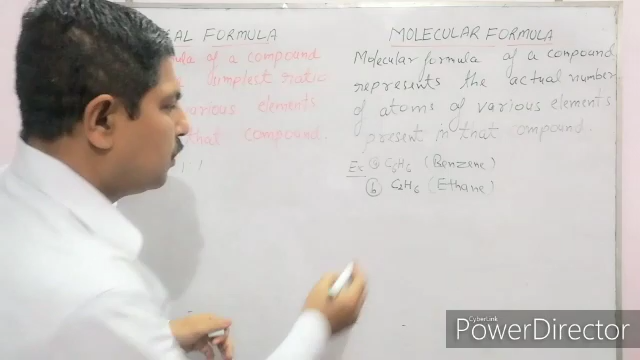 AL FORMULA
ula of a compound
simplest ratio
various elements
that compound.
MOLECULAR FORMULA
Molecular formula of a compound
represents the actual number
of atoms of various elements
present in that compound.
Ex ⓐ C6H6 (Benzene)
ⓑ C2H6 (Ethane)
CyberLink
PowerDirector